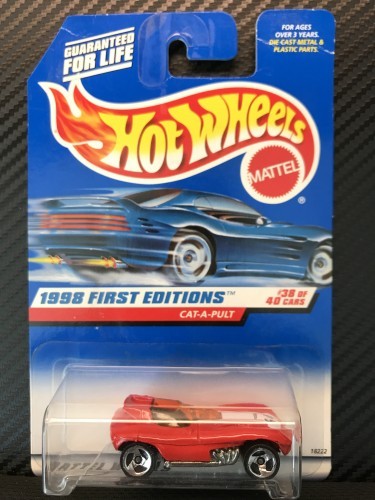 GUARANTEED
FOR LIFE
FOR AGES
OVER 3 YEARS.
DIE CAST METAL &
PLASTIC PARTS.
HOT WHEELS
MATTEL
®
1998 FIRST EDITIONS™
#38 OF
40 CARS
CAT-A-PULT
18222